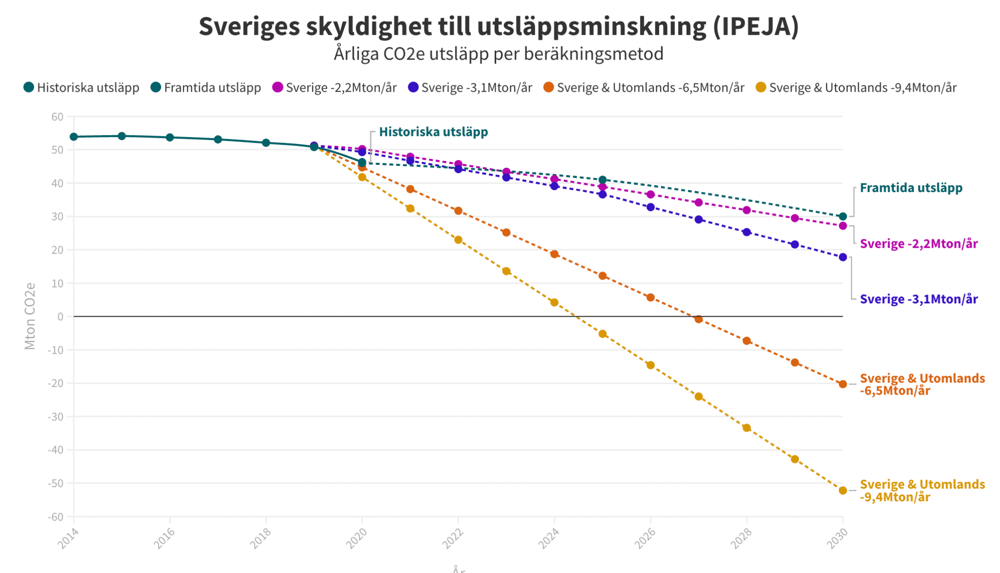 Sveriges skyldighet till utsläppsminskning (IPEJA)
Årliga CO2e utsläpp per beräkningsmetod
Historiska utsläpp Framtida utsläpp Sverige -2,2Mton/år Sverige -3,1Mton/år Sverige & Utomlands -6,5Mton/år Sverige & Utomlands -9,4Mton/år
60
50
40
30
20
10
0
-10
-20
-30
-40
-50
-60
Mton CO2e
Historiska utsläpp
Framtida utsläpp
Sverige -2,2Mton/år
Sverige -3,1Mton/år
Sverige & Utomlands
-6,5Mton/år
Sverige & Utomlands
-9,4Mton/år
2014 2016 2018 2020 2022 2024 2026 2028 2030
År